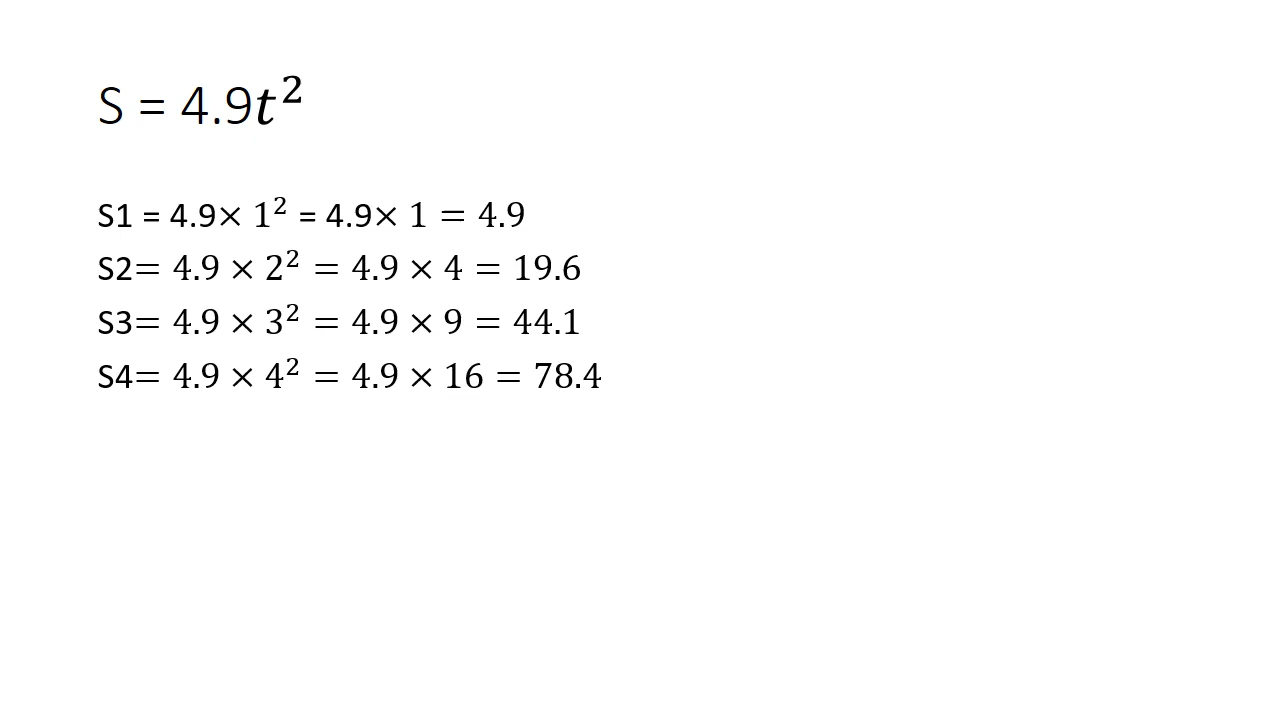 S = 4.9𝑡²
S1 = 4.9× 1² = 4.9× 1 = 4.9
S2= 4.9 × 2² = 4.9 × 4 = 19.6
S3= 4.9 × 3² = 4.9 × 9 = 44.1
S4= 4.9 × 4² = 4.9 × 16 = 78.4